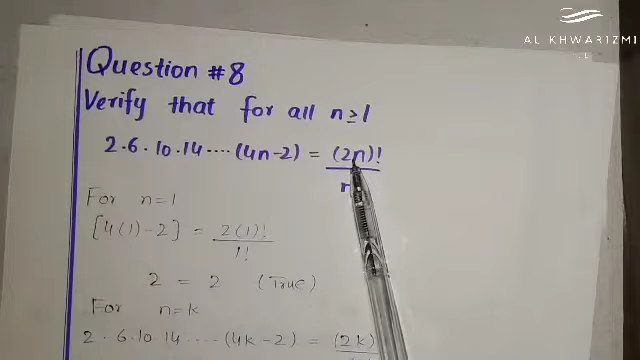 AL KHWARIZMI
Question #8
Verify that for all n≥1
2.6.10.14....(4n-2) = (2n)!
For n=1
[4(1)-2] = 2(1)!
1!
2 = 2 (True)
For n=k
2.6.10.14.....(4k-2) = (2k)